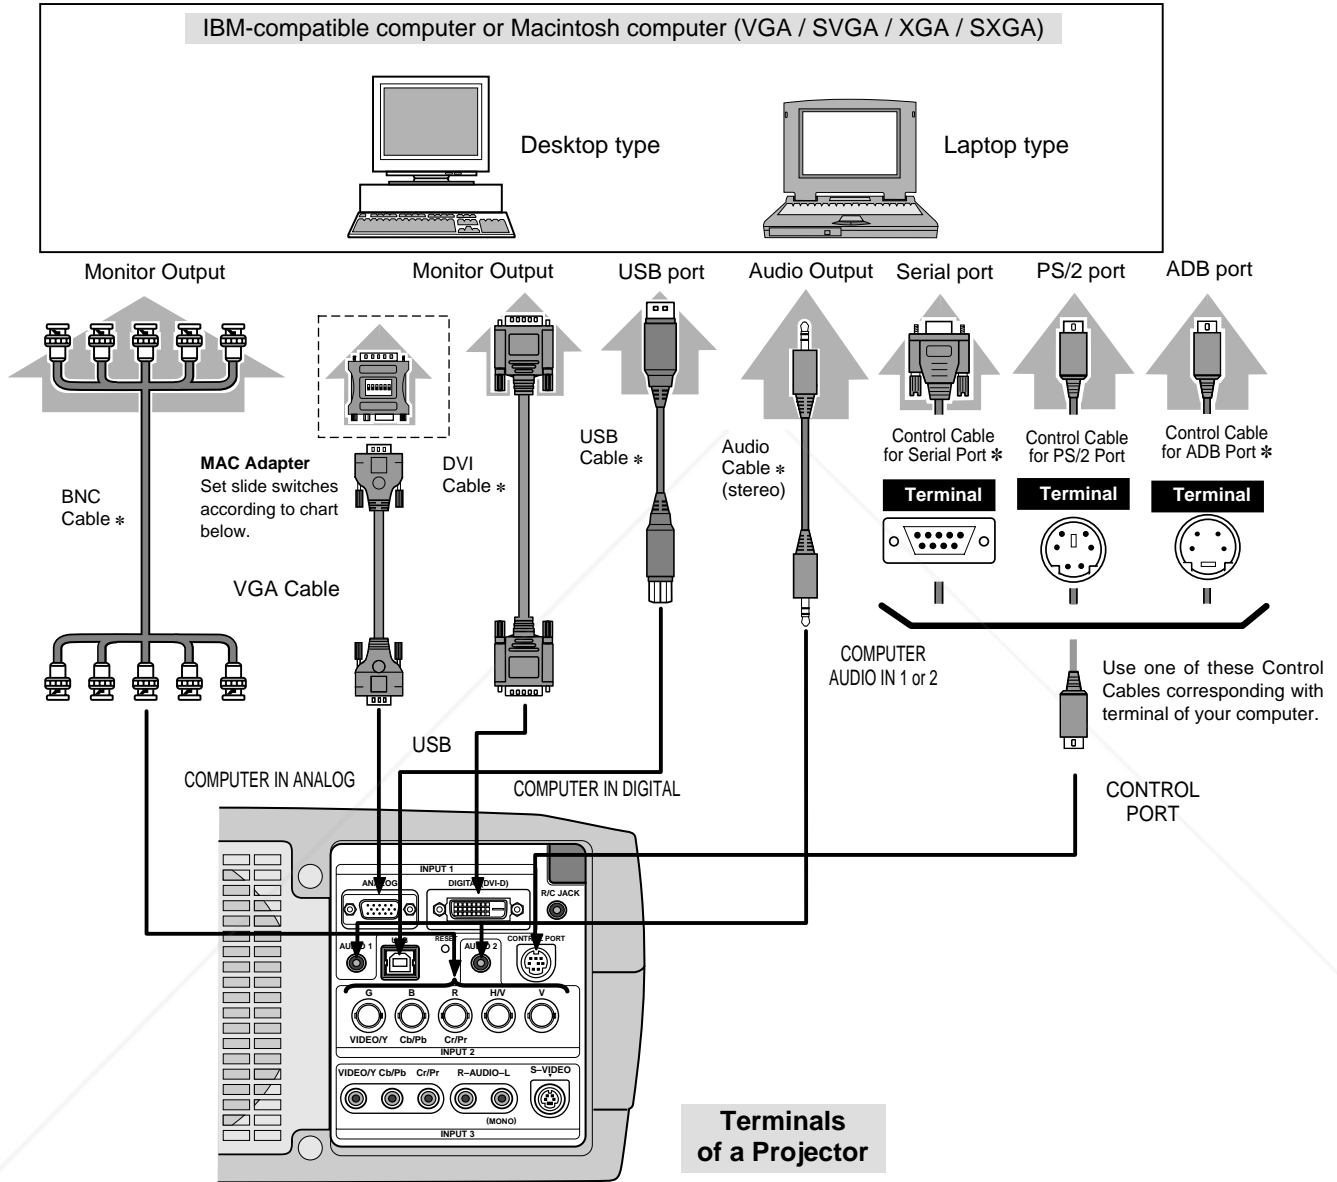 IBM-compatible computer or Macintosh computer (VGA / SVGA / XGA / SXGA)
Desktop type
Laptop type
Monitor Output
Monitor Output
USB port
Audio Output
Serial port
PS/2 port
ADB port
BNC
Cable *
MAC Adapter
Set slide switches
according to chart
below.
VGA Cable
DVI
Cable *
USB
Cable *
Audio
Cable *
(stereo)
Control Cable
for Serial Port *
Control Cable
for PS/2 Port
Control Cable
for ADB Port *
Terminal
Terminal
Terminal
COMPUTER
AUDIO IN 1 or 2
Use one of these Control
Cables corresponding with
terminal of your computer.
USB
COMPUTER IN ANALOG
COMPUTER IN DIGITAL
CONTROL
PORT
INPUT 1
ANALOG
DIGITAL (DVI-D)
R/C JACK
AUDIO 1
USB
RESET
AUDIO 2
CONTROL PORT
G
B
R
H/V
V
VIDEO/Y
Cb/Pb
Cr/Pr
INPUT 2
VIDEO/Y Cb/Pb Cr/Pr
R–AUDIO–L
S–VIDEO
(MONO)
INPUT 3
Terminals
of a Projector